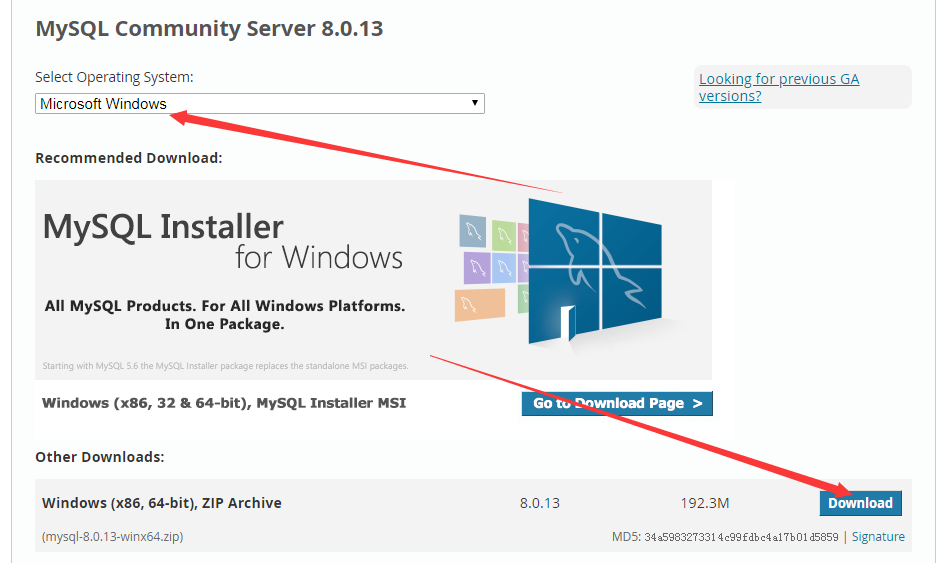 MySQL Community Server 8.0.13
Select Operating System:
Looking for previous GA
versions?
Microsoft Windows
Recommended Download:
MySQL Installer
for Windows
All MySQL Products. For All Windows Platforms.
In One Package.
Starting with MySQL 5.6 the MySQL Installer package replaces the standalone MSI packages.
Windows (x86, 32 & 64-bit), MySQL Installer MSI
Go to Download Page >
Other Downloads:
Windows (x86, 64-bit), ZIP Archive 8.0.13 192.3M Download
(mysql-8.0.13-winx64.zip) MD5: 34a5983273314c99fdbc4a17b01d5859 | Signature